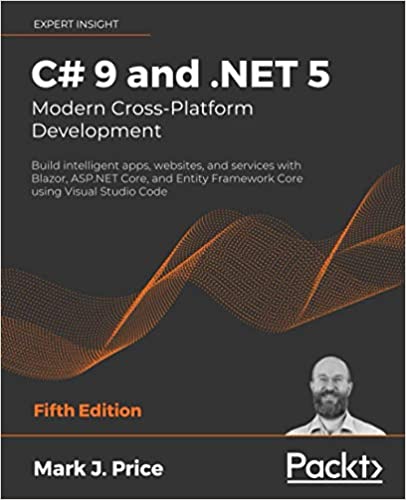 EXPERT INSIGHT
C# 9 and .NET 5
Modern Cross-Platform
Development
Build intelligent apps, websites, and services with
Blazor, ASP.NET Core, and Entity Framework Core
using Visual Studio Code
Fifth Edition
Mark J. Price
Packt>